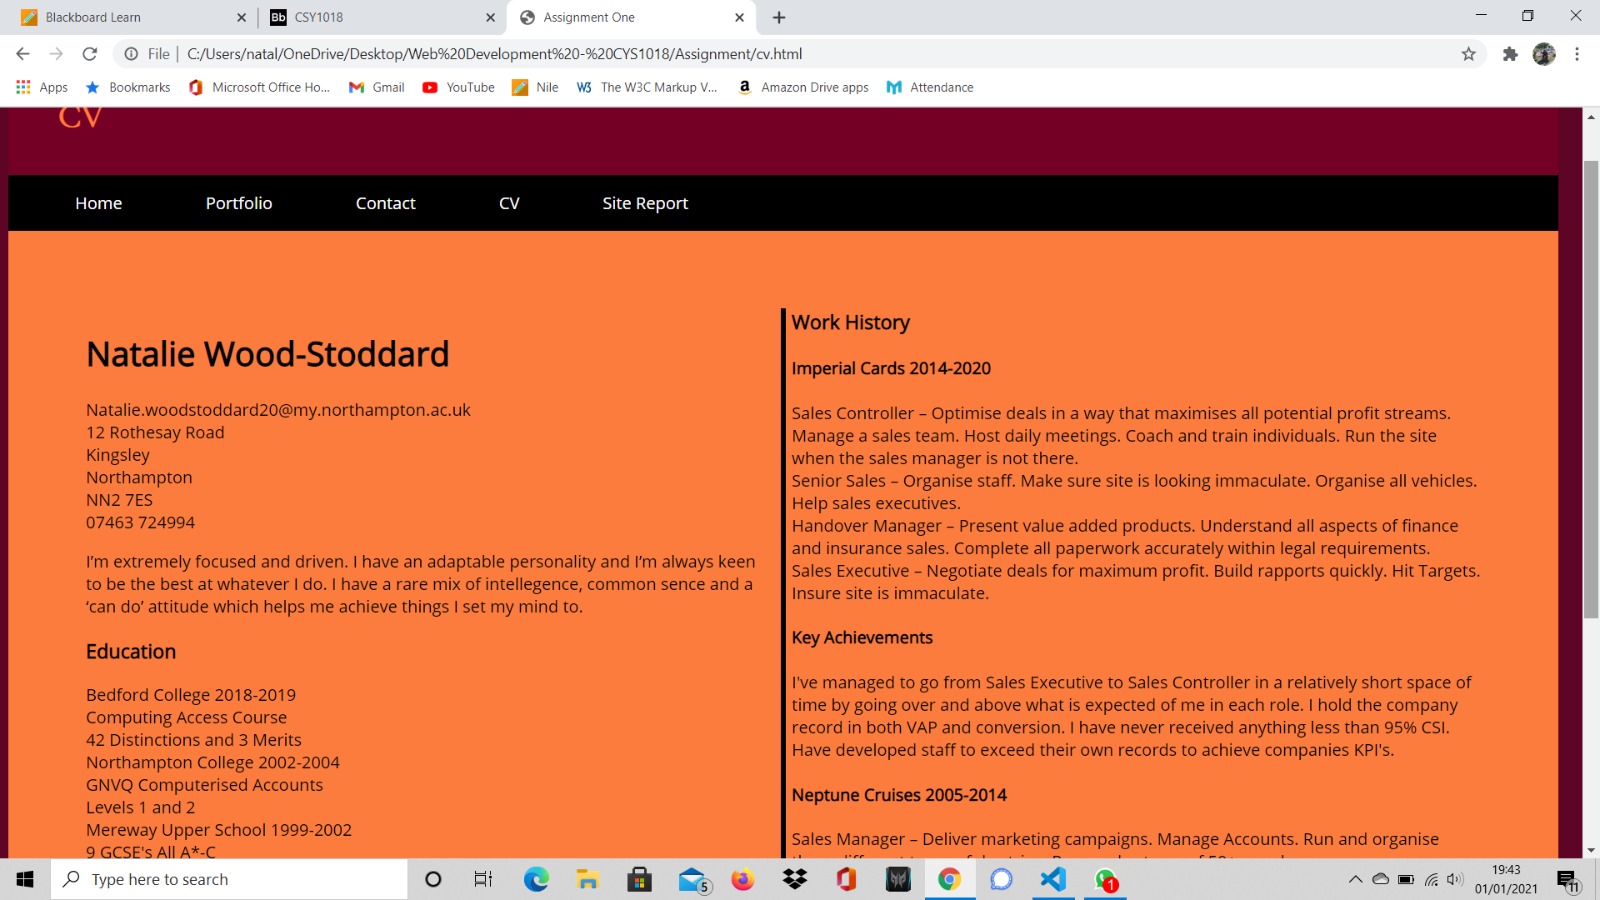 Blackboard Learn
Bb CSY1018
Assignment One
File | C:/Users/natal/OneDrive/Desktop/Web%20Development%20-%20CYS1018/Assignment/cv.html
Apps Bookmarks Microsoft Office Ho... Gmail YouTube Nile W3 The W3C Markup V... a Amazon Drive apps Attendance
CV
Home Portfolio Contact CV Site Report
Natalie Wood-Stoddard
Natalie.woodstoddard20@my.northampton.ac.uk
12 Rothesay Road
Kingsley
Northampton
NN2 7ES
07463 724994
I’m extremely focused and driven. I have an adaptable personality and I’m always keen
to be the best at whatever I do. I have a rare mix of intellegence, common sence and a
‘can do’ attitude which helps me achieve things I set my mind to.
Education
Bedford College 2018-2019
Computing Access Course
42 Distinctions and 3 Merits
Northampton College 2002-2004
GNVQ Computerised Accounts
Levels 1 and 2
Mereway Upper School 1999-2002
9 GCSE's All A*-C
Work History
Imperial Cards 2014-2020
Sales Controller – Optimise deals in a way that maximises all potential profit streams.
Manage a sales team. Host daily meetings. Coach and train individuals. Run the site
when the sales manager is not there.
Senior Sales – Organise staff. Make sure site is looking immaculate. Organise all vehicles.
Help sales executives.
Handover Manager – Present value added products. Understand all aspects of finance
and insurance sales. Complete all paperwork accurately within legal requirements.
Sales Executive – Negotiate deals for maximum profit. Build rapports quickly. Hit Targets.
Insure site is immaculate.
Key Achievements
I've managed to go from Sales Executive to Sales Controller in a relatively short space of
time by going over and above what is expected of me in each role. I hold the company
record in both VAP and conversion. I have never received anything less than 95% CSI.
Have developed staff to exceed their own records to achieve companies KPI's.
Neptune Cruises 2005-2014
Sales Manager – Deliver marketing campaigns. Manage Accounts. Run and organise
Type here to search
5
1
19:43
01/01/2021
11